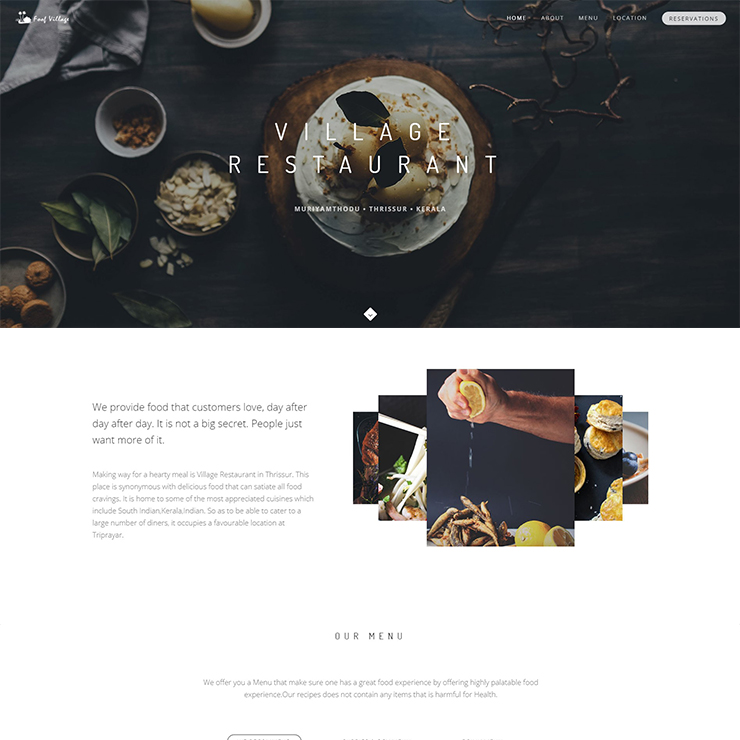 HOME
ABOUT
MENU
LOCATION
RESERVATIONS
VILLAGE
RESTAURANT
MURIYAMTHODU • THRISSUR • KERALA
We provide food that customers love, day after
day after day. It is not a big secret. People just
want more of it.
Making way for a hearty meal is Village Restaurant in Thrissur. This
place is synonymous with delicious food that can satiate all food
cravings. It is home to some of the most appreciated cuisines which
include South Indian,Kerala,Indian. So as to be able to cater to a
large number of diners, it occupies a favourable location at
Triprayar.
OUR MENU
We offer you a Menu that make sure one has a great food experience by offering highly palatable food
experience.Our recipes does not contain any items that is harmful for Health.